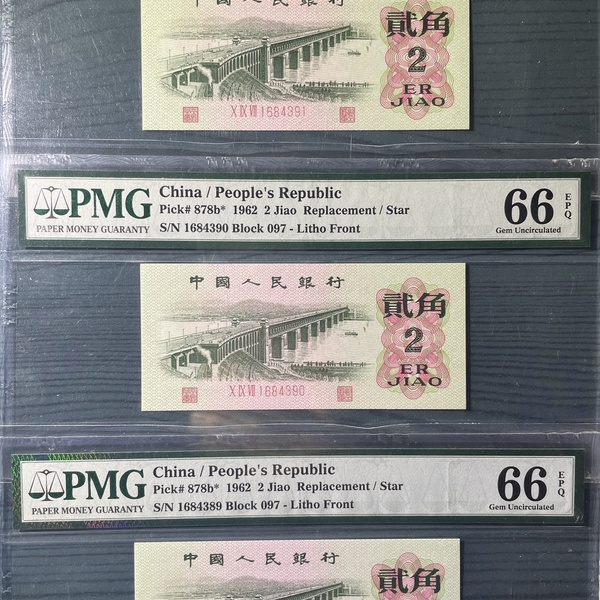 中國人民銀行
貳角
2
ER
JIAO
X Ⅸ Ⅶ 1684391
PMG
PAPER MONEY GUARANTY
China / People's Republic
Pick# 878b* 1962 2 Jiao Replacement / Star
S/N 1684390 Block 097 - Litho Front
66
EPQ
Gem Uncirculated
中國人民銀行
貳角
2
ER
JIAO
X Ⅸ Ⅶ 1684390
PMG
PAPER MONEY GUARANTY
China / People's Republic
Pick# 878b* 1962 2 Jiao Replacement / Star
S/N 1684389 Block 097 - Litho Front
66
EPQ
Gem Uncirculated
中國人民銀行
貳角